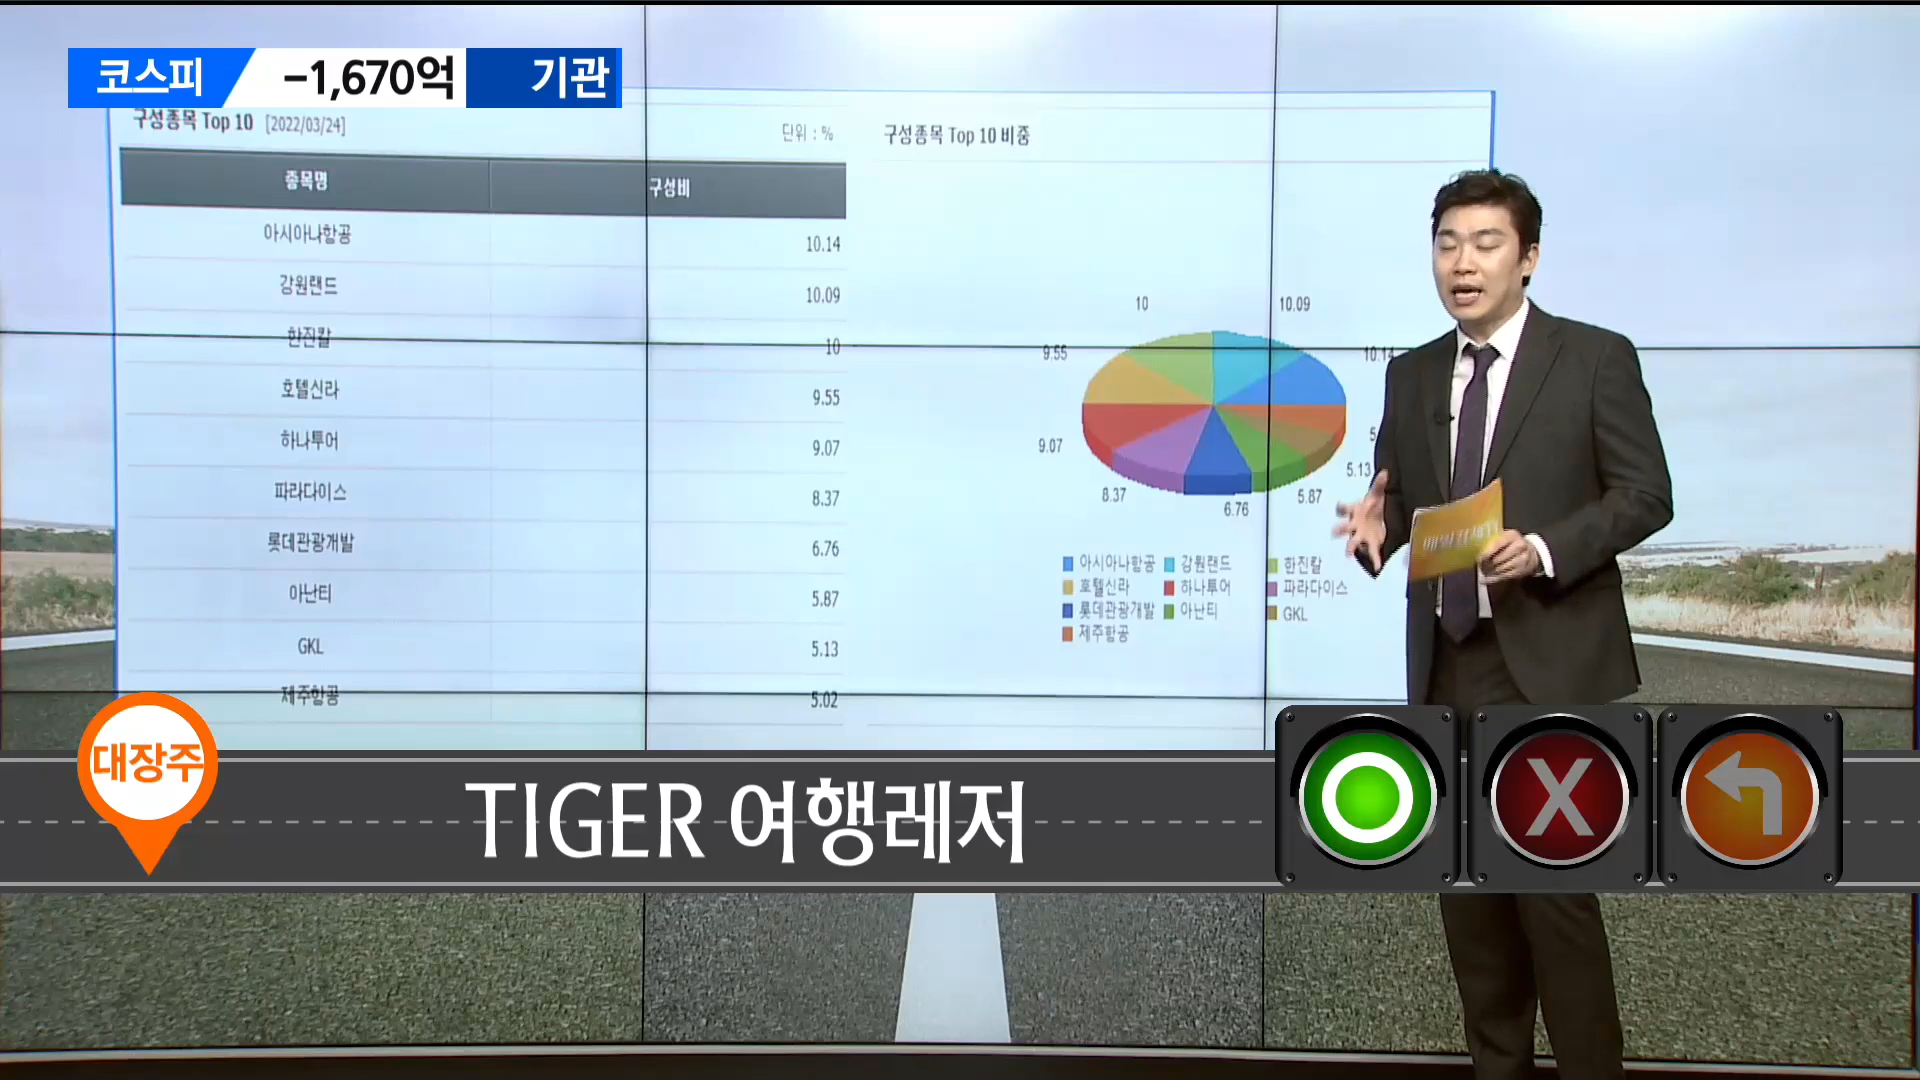 코스피 -1,670억 기관
구성종목 Top 10 [2022/03/24]
단위 : %
종목명 구성비
아시아나항공 10.14
강원랜드 10.09
한진칼 10
호텔신라 9.55
하나투어 9.07
파라다이스 8.37
롯데관광개발 6.76
아난티 5.87
GKL 5.13
제주항공 5.02
구성종목 Top 10 비중
10 10.09
9.55 10.14
9.07
5.13
8.37 5.87
6.76
아시아나항공 강원랜드 한진칼
호텔신라 하나투어 파라다이스
롯데관광개발 아난티 GKL
제주항공
대장주
TIGER 여행레저
X